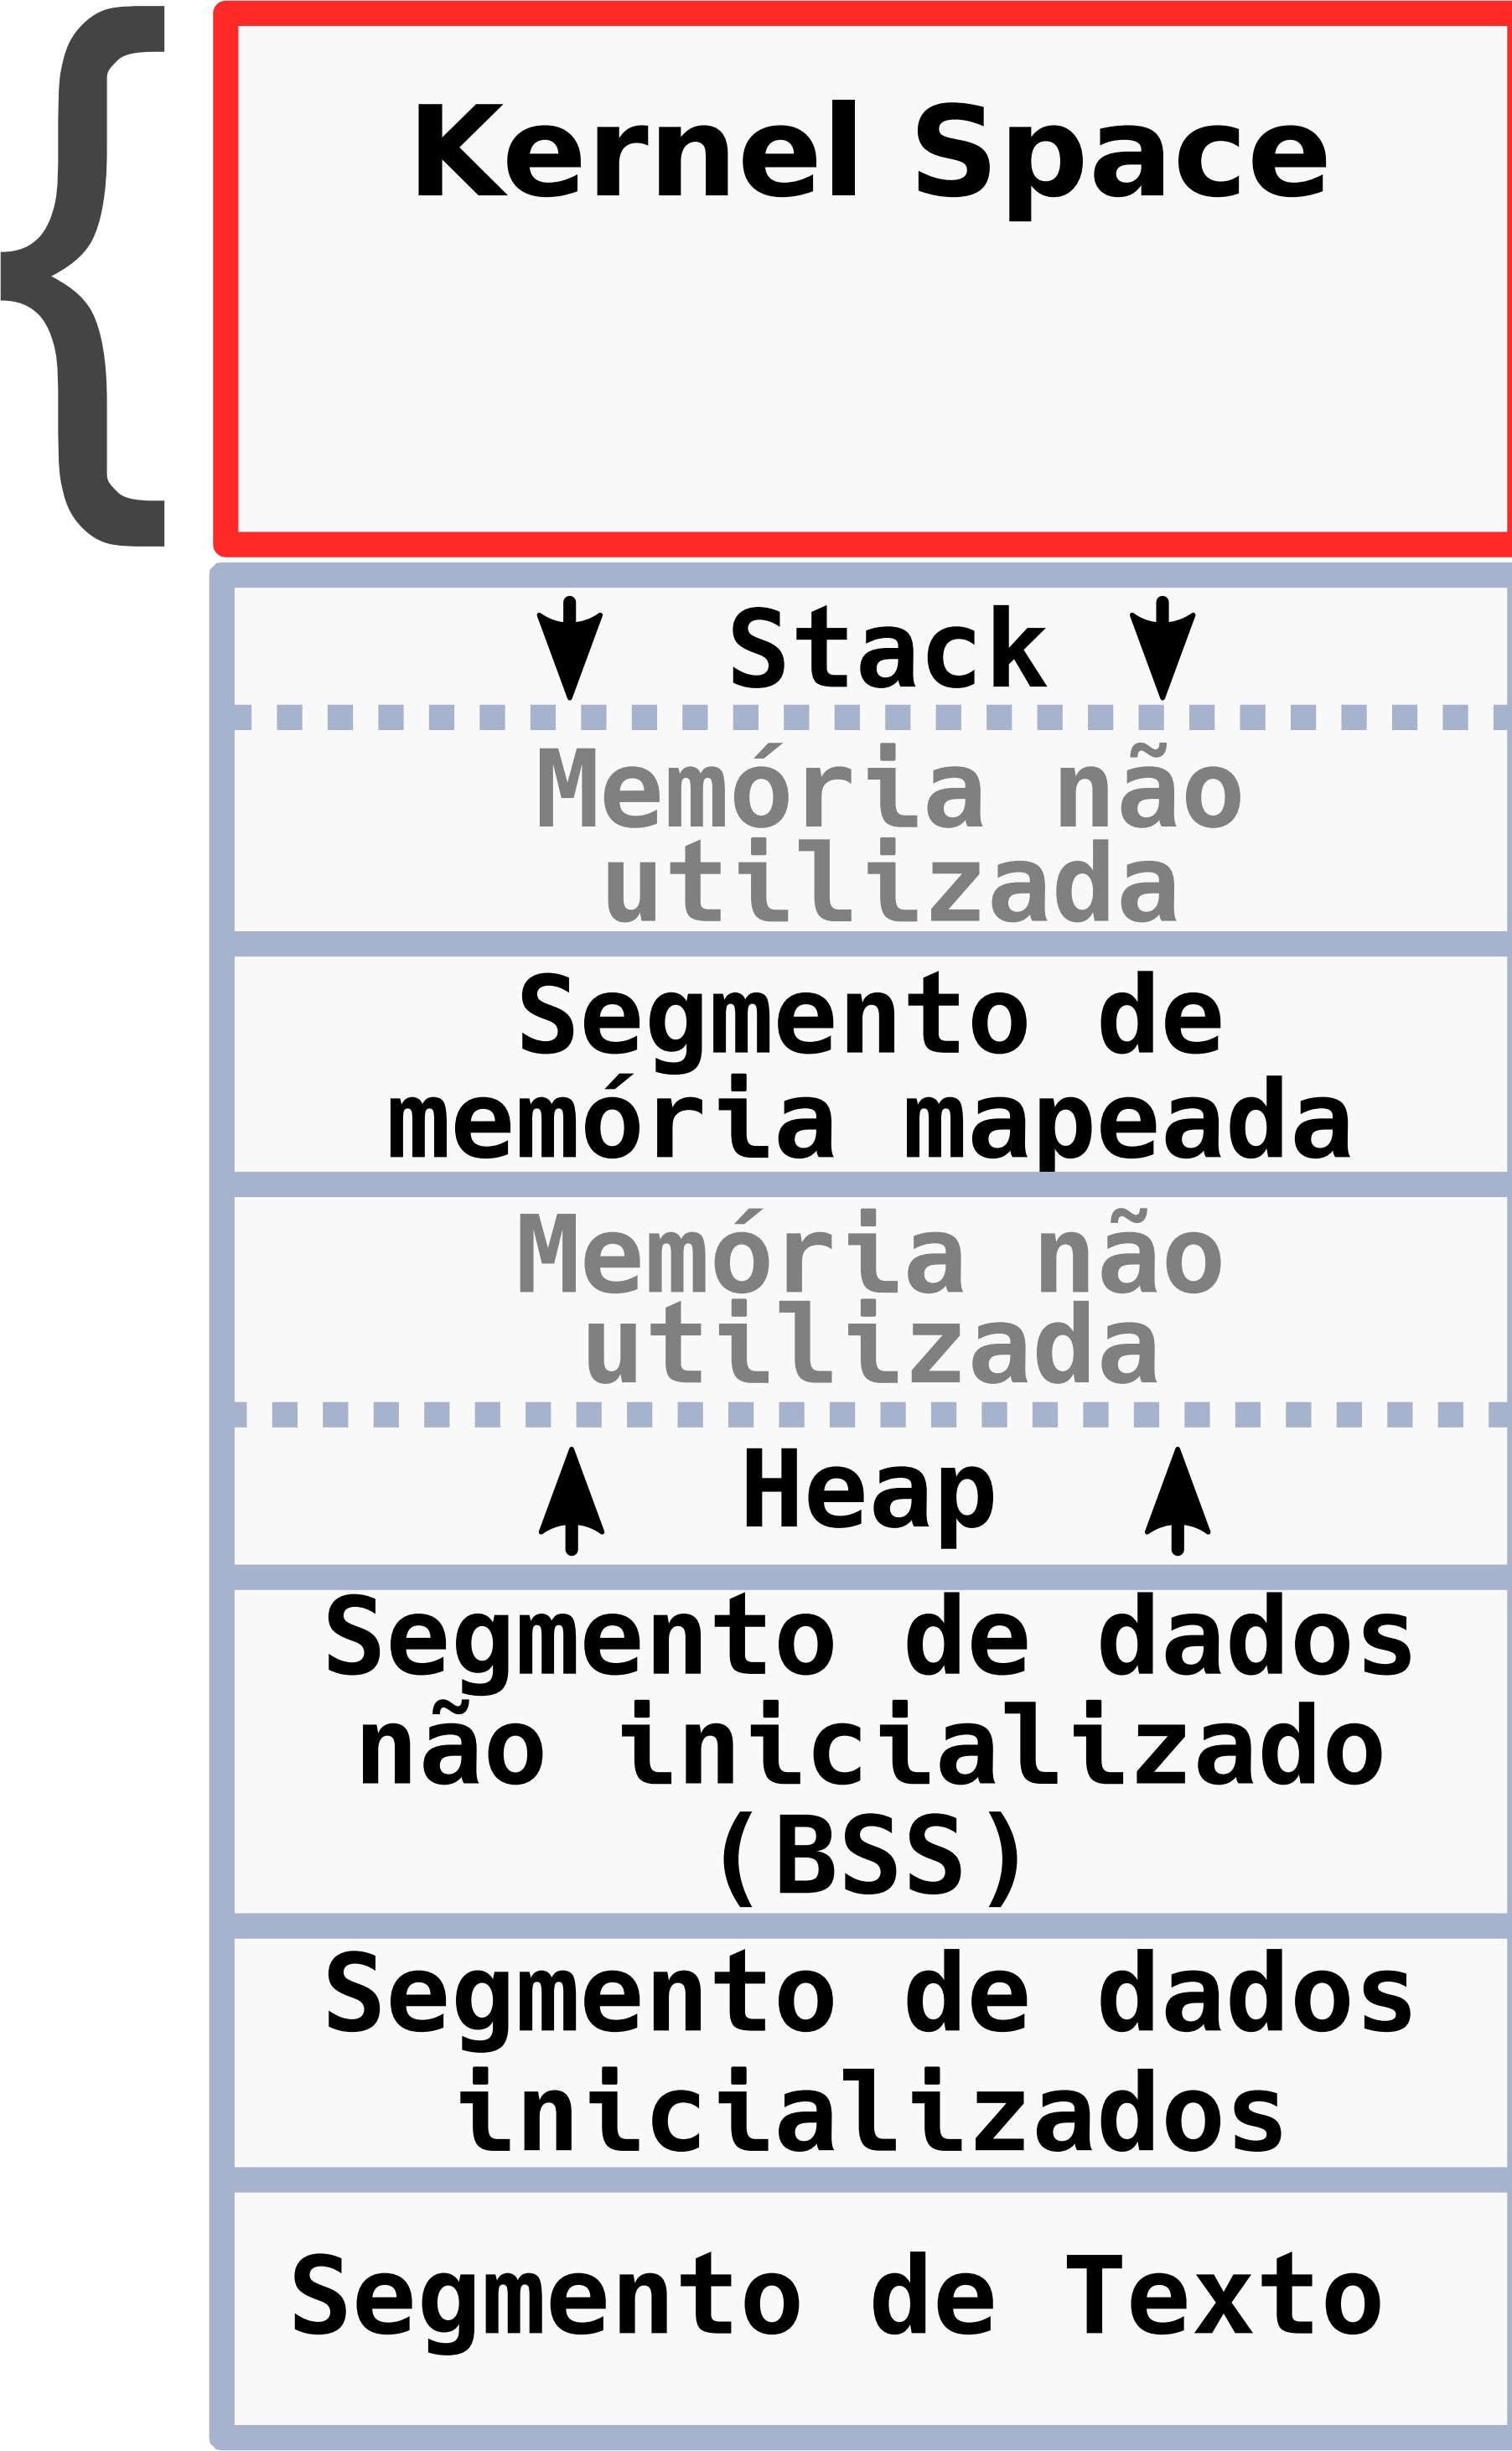 Kernel Space
Stack
Memória não
utilizada
Segmento de
memória mapeada
Memória não
utilizada
Heap
Segmento de dados
não inicializado
(BSS)
Segmento de dados
inicializados
Segmento de Texto